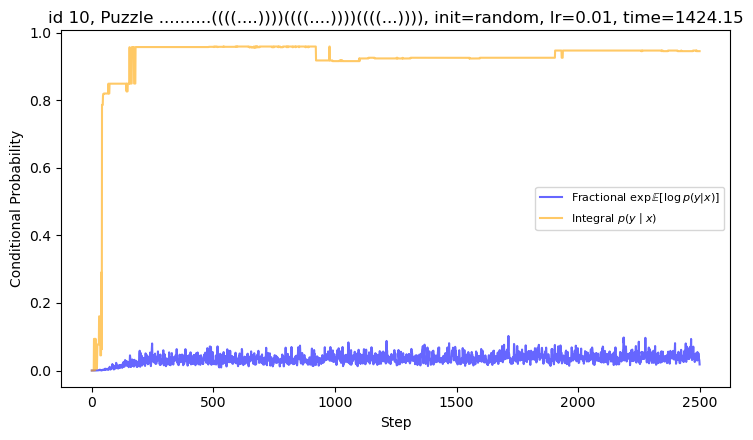 id 10, Puzzle ..........((((....))))((((....))))((((...)))), init=random, lr=0.01, time=1424.15
1.0
0.8
0.6
0.4
0.2
0.0
Conditional Probability
Fractional exp𝔼[log p(y|x)]
Integral p(y | x)
0
500
1000
1500
2000
2500
Step